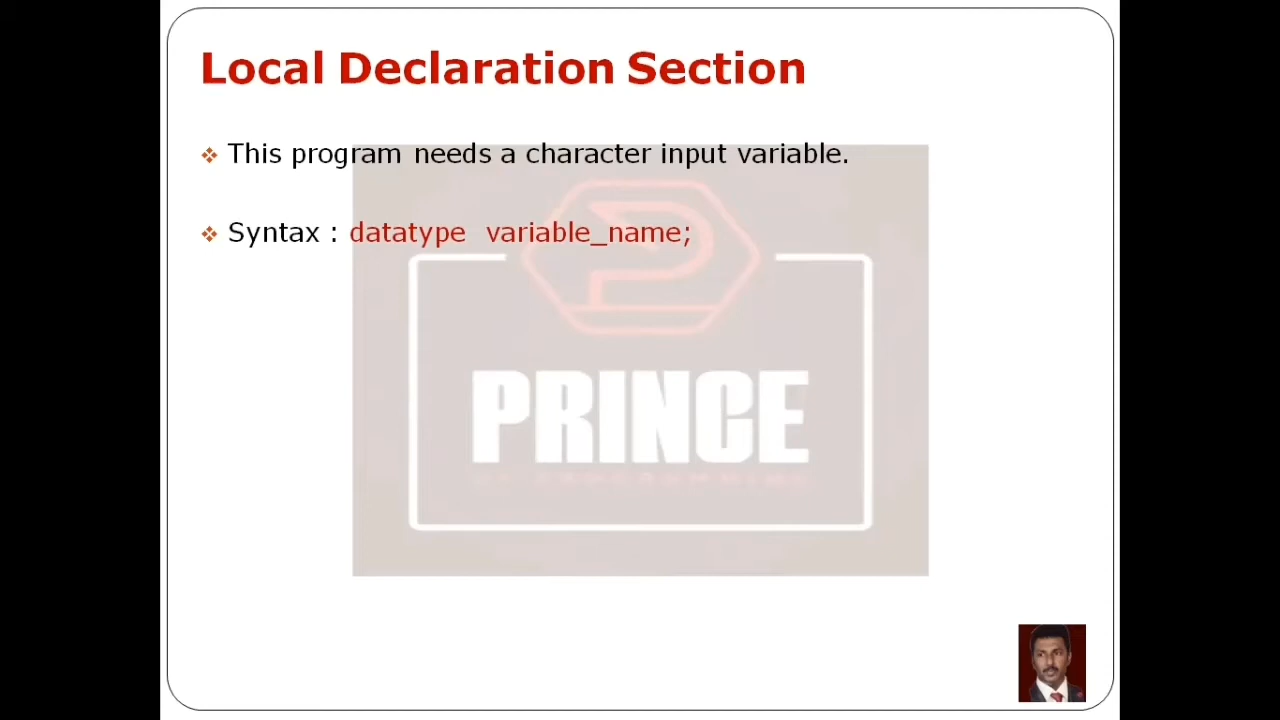 Local Declaration Section
This program needs a character input variable.
Syntax : datatype variable_name;
PRINCE